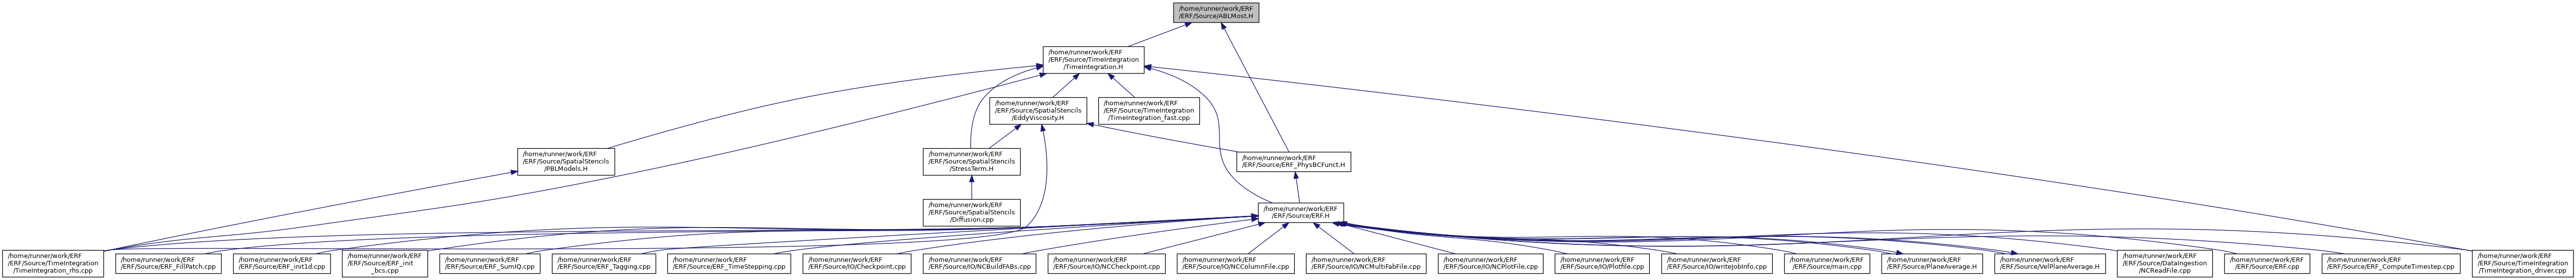 /home/runner/work/ERF
/ERF/Source/ABLMost.H
/home/runner/work/ERF
/ERF/Source/TimeIntegration
/TimeIntegration.H
/home/runner/work/ERF
/ERF/Source/SpatialStencils
/EddyViscosity.H
/home/runner/work/ERF
/ERF/Source/TimeIntegration
/TimeIntegration_fast.cpp
/home/runner/work/ERF
/ERF/Source/SpatialStencils
/PBLModels.H
/home/runner/work/ERF
/ERF/Source/SpatialStencils
/StressTerm.H
/home/runner/work/ERF
/ERF/Source/ERF_PhysBCFunct.H
/home/runner/work/ERF
/ERF/Source/SpatialStencils
/Diffusion.cpp
/home/runner/work/ERF
/ERF/Source/ERF.H
/home/runner/work/ERF
/ERF/Source/TimeIntegration
/TimeIntegration_rhs.cpp
/home/runner/work/ERF
/ERF/Source/ERF_FillPatch.cpp
/home/runner/work/ERF
/ERF/Source/ERF_init1d.cpp
/home/runner/work/ERF
/ERF/Source/ERF_init
_bcs.cpp
/home/runner/work/ERF
/ERF/Source/ERF_SumIQ.cpp
/home/runner/work/ERF
/ERF/Source/ERF_Tagging.cpp
/home/runner/work/ERF
/ERF/Source/ERF_TimeStepping.cpp
/home/runner/work/ERF
/ERF/Source/IO/Checkpoint.cpp
/home/runner/work/ERF
/ERF/Source/IO/NCBuildFABs.cpp
/home/runner/work/ERF
/ERF/Source/IO/NCCheckpoint.cpp
/home/runner/work/ERF
/ERF/Source/IO/NCColumnFile.cpp
/home/runner/work/ERF
/ERF/Source/IO/NCMultiFabFile.cpp
/home/runner/work/ERF
/ERF/Source/IO/NCPlotFile.cpp
/home/runner/work/ERF
/ERF/Source/IO/Plotfile.cpp
/home/runner/work/ERF
/ERF/Source/IO/writeJobInfo.cpp
/home/runner/work/ERF
/ERF/Source/main.cpp
/home/runner/work/ERF
/ERF/Source/PlaneAverage.H
/home/runner/work/ERF
/ERF/Source/VelPlaneAverage.H
/home/runner/work/ERF
/ERF/Source/DataIngestion
/NCReadFile.cpp
/home/runner/work/ERF
/ERF/Source/ERF.cpp
/home/runner/work/ERF
/ERF/Source/ERF_ComputeTimestep.cpp
/home/runner/work/ERF
/ERF/Source/TimeIntegration
/TimeIntegration_driver.cpp